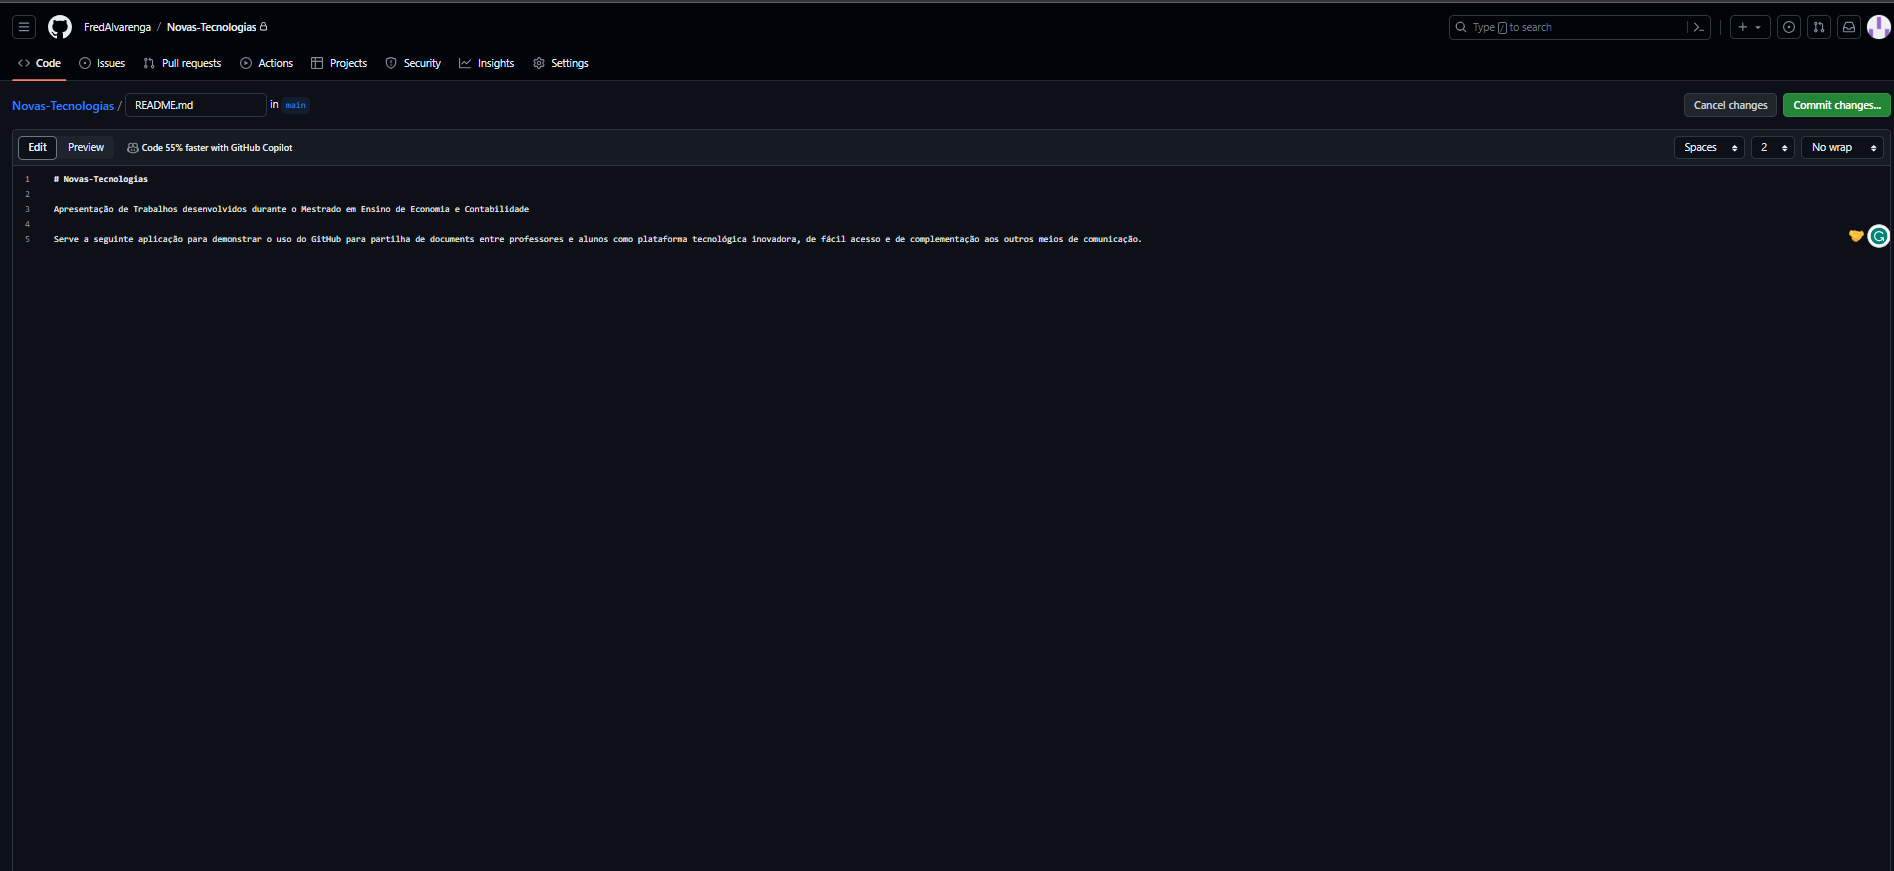 FredAlvarenga / Novas-Tecnologias
Type / to search
Code Issues Pull requests Actions Projects Security Insights Settings
Novas-Tecnologias / README.md in main
Cancel changes Commit changes...
Edit Preview Code 55% faster with GitHub Copilot
Spaces 2 No wrap
1 # Novas-Tecnologias
2
3 Apresentação de Trabalhos desenvolvidos durante o Mestrado em Ensino de Economia e Contabilidade
4
5 Serve a seguinte aplicação para demonstrar o uso do GitHub para partilha de documents entre professores e alunos como plataforma tecnológica inovadora, de fácil acesso e de complementação aos outros meios de comunicação.